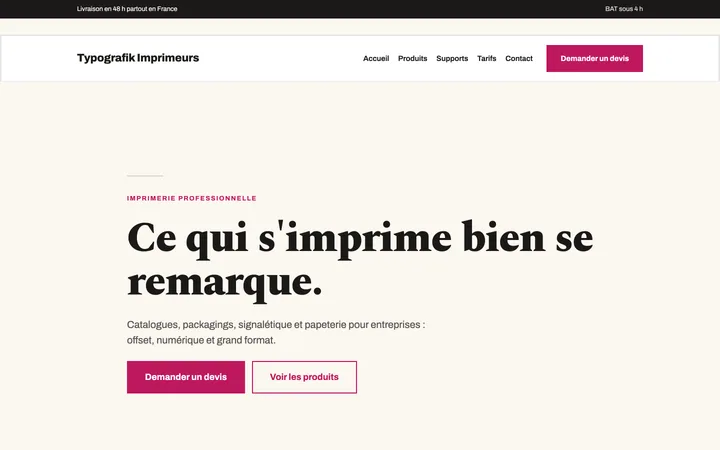 Livraison en 48 h partout en France
BAT sous 4 h
Typografik Imprimeurs
Accueil
Produits
Supports
Tarifs
Contact
Demander un devis
IMPRIMERIE PROFESSIONNELLE
Ce qui s'imprime bien se
remarque.
Catalogues, packagings, signalétique et papeterie pour entreprises :
offset, numérique et grand format.
Demander un devis
Voir les produits